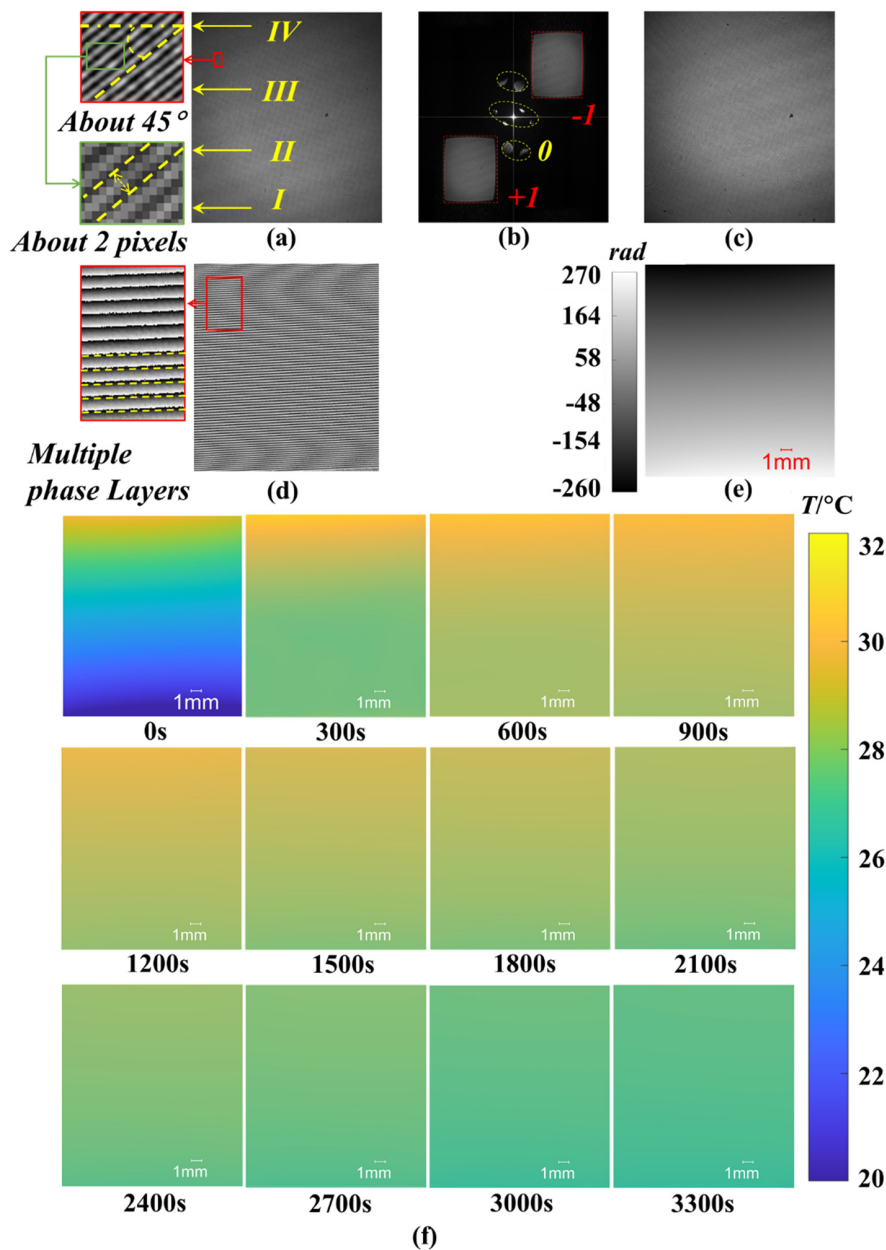 IV
About 45°
III
II
I
About 2 pixels
-1
0
+1
(a)
(b)
(c)
Multiple
phase Layers
(d)
rad
270
164
58
-48
-154
-260
1mm
(e)
T/°C
32
30
28
26
24
22
20
1mm
1mm
1mm
1mm
0s
300s
600s
900s
1mm
1mm
1mm
1mm
1200s
1500s
1800s
2100s
1mm
1mm
1mm
1mm
2400s
2700s
3000s
3300s
(f)